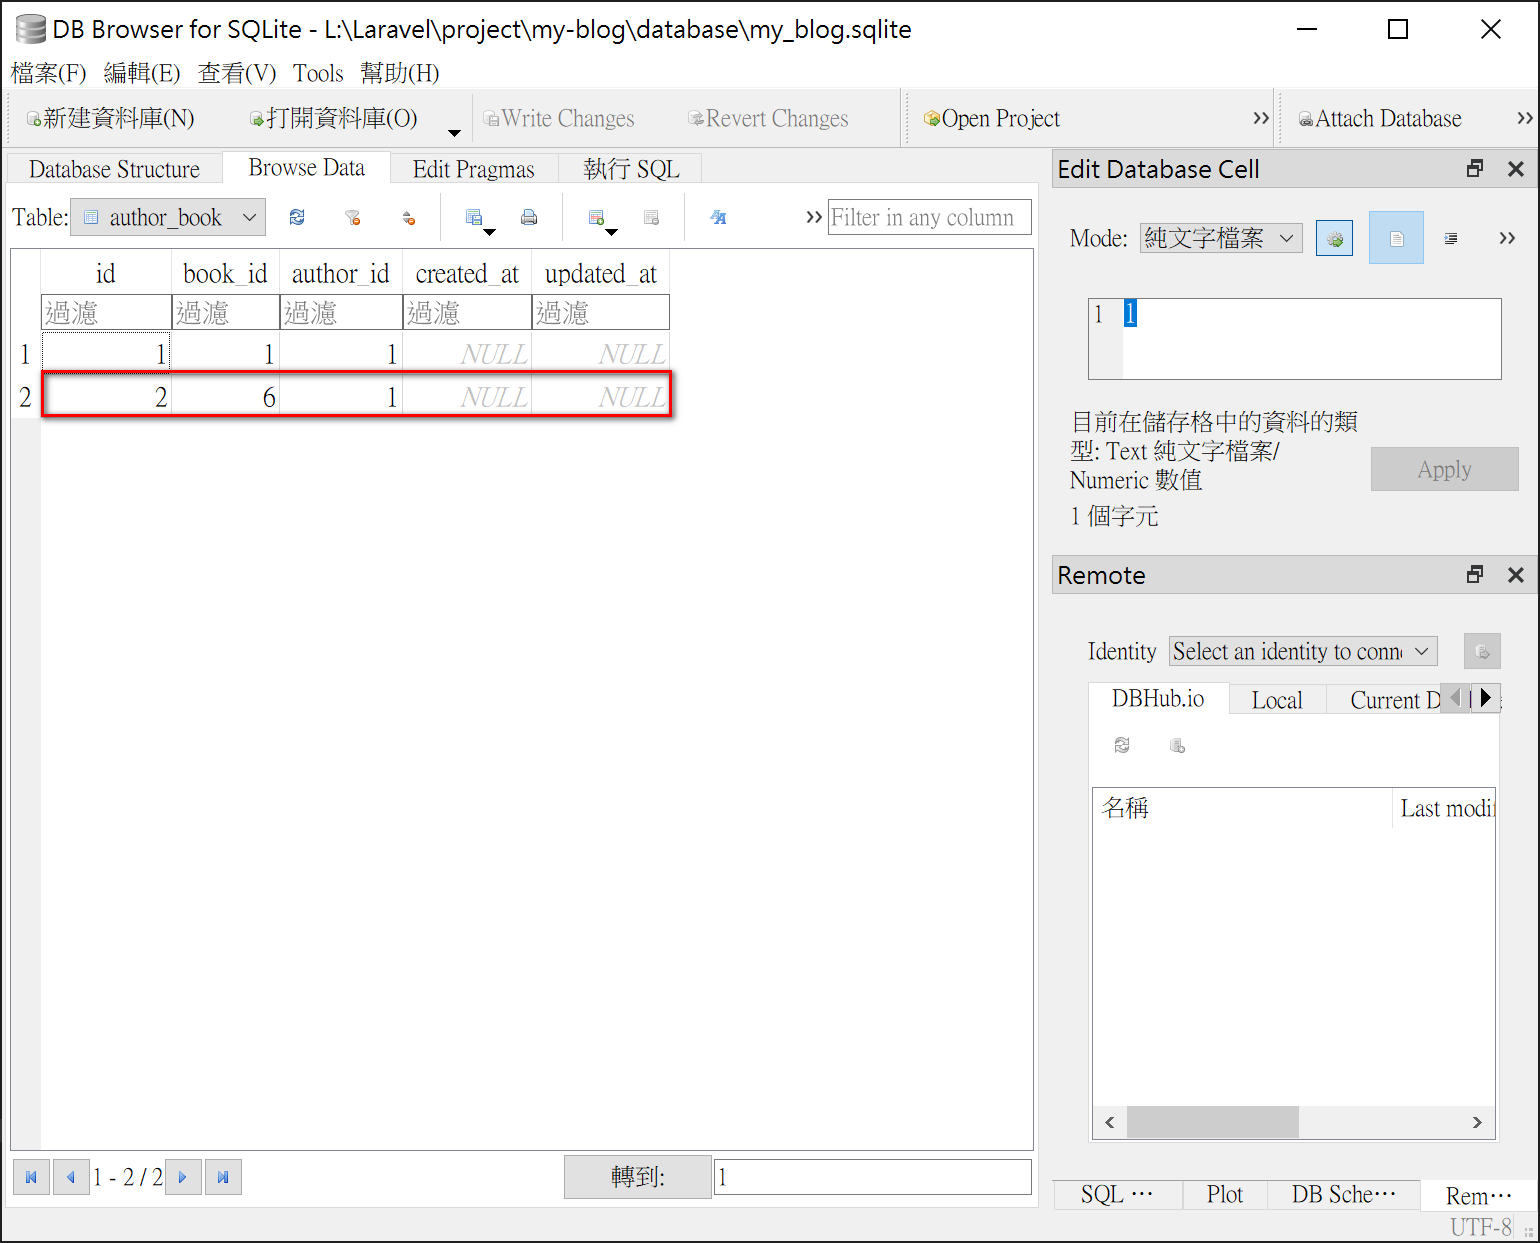 DB Browser for SQLite - L:\Laravel\project\my-blog\database\my_blog.sqlite
檔案(F) 編輯(E) 查看(V) Tools 幫助(H)
新建資料庫(N) 打開資料庫(O) Write Changes Revert Changes Open Project Attach Database
Database Structure Browse Data Edit Pragmas 執行 SQL
Table: author_book Filter in any column
id book_id author_id created_at updated_at
過濾 過濾 過濾 過濾 過濾
1 1 1 1 NULL NULL
2 2 6 1 NULL NULL
1 - 2 / 2 轉到: 1
Edit Database Cell
Mode: 純文字檔案
1 1
目前在儲存格中的資料的類
型: Text 純文字檔案/
Numeric 數值
Apply
1 個字元
Remote
Identity Select an identity to conn
DBHub.io Local Current D
名稱 Last modif
SQL ⋯ Plot DB Sche⋯ Rem⋯
UTF-8